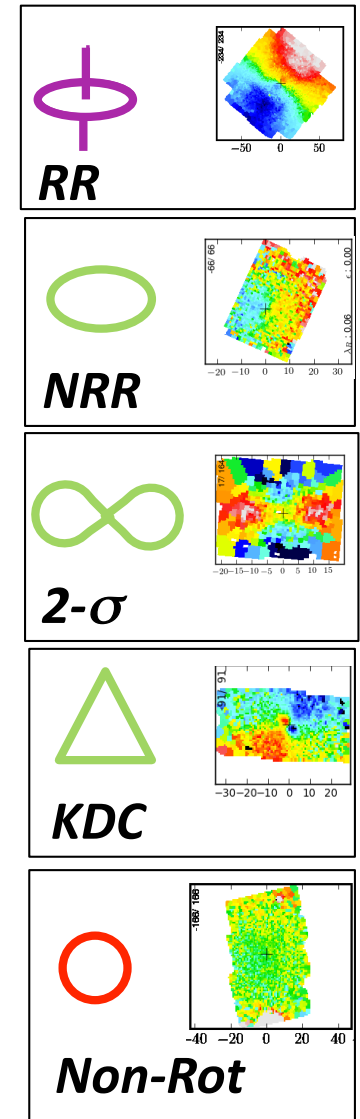 -234/ 234
−50 0 50
RR
-66/ 66
ϵ : 0.00
λR : 0.06
−20 −10 0 10 20 30
NRR
17/ 164
−20−15−10−5 0 5 10 15
2-σ
-91/ 91
−30−20−10 0 10 20
KDC
-166/ 166
-40 -20 0 20 40
Non-Rot